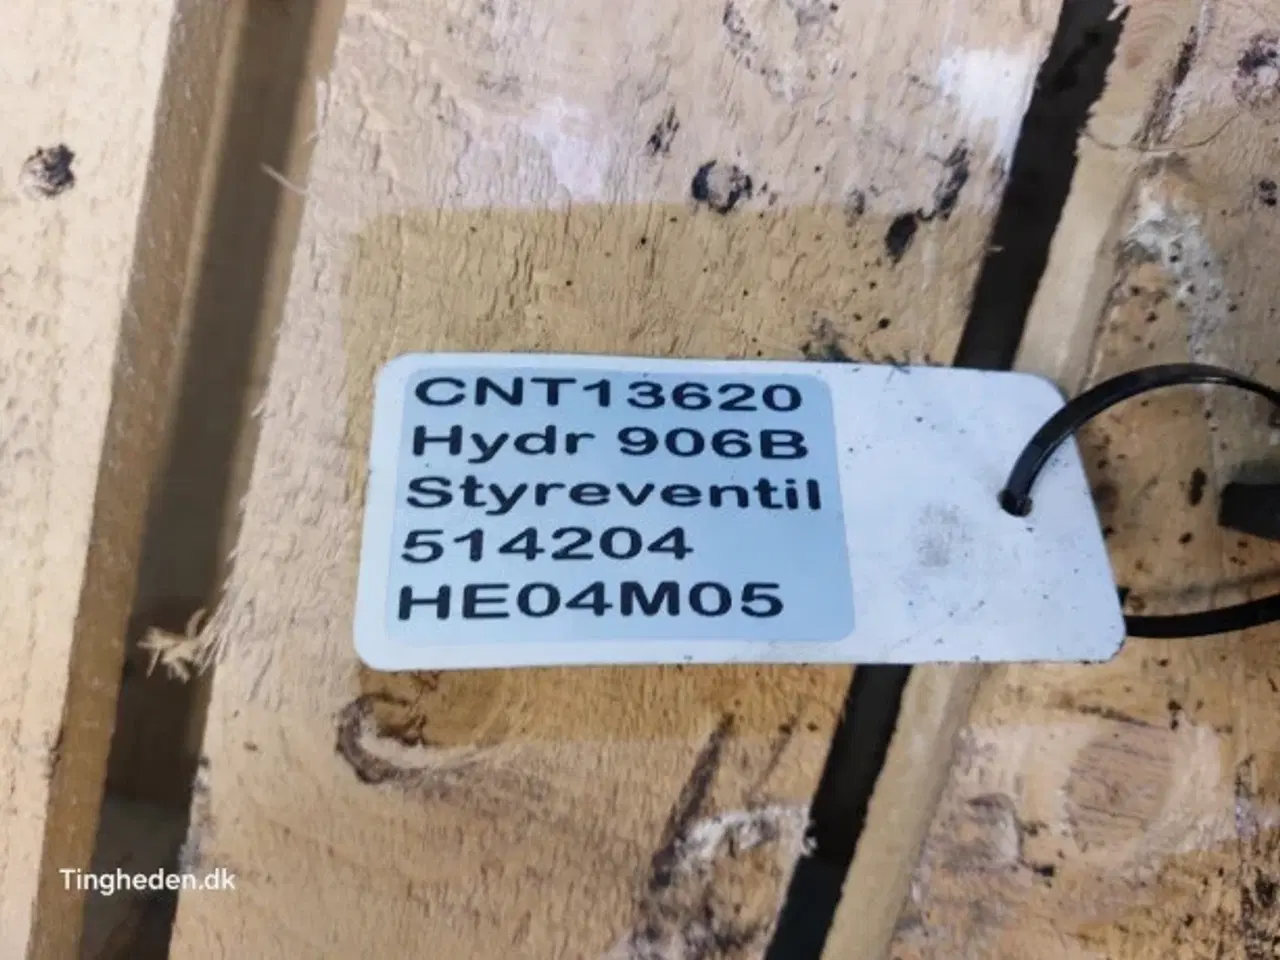 CNT13620
Hydr 906B
Styreventil
514204
HE04M05
Tingheden.dk